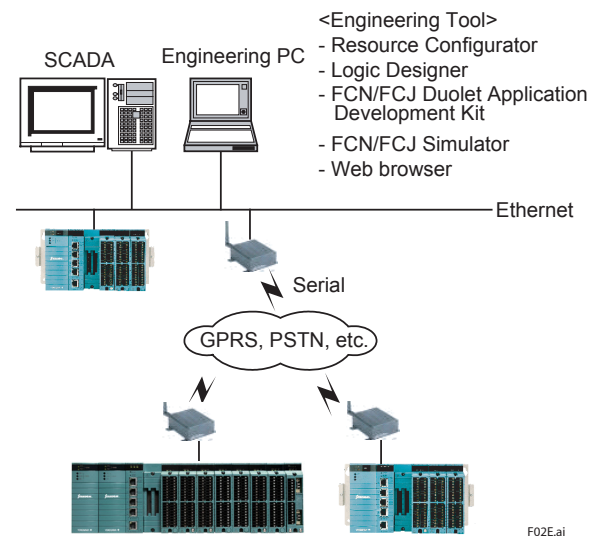 <Engineering Tool>
SCADA
Engineering PC
- Resource Configurator
- Logic Designer
- FCN/FCJ Duolet Application
Development Kit
- FCN/FCJ Simulator
- Web browser
Ethernet
Serial
GPRS, PSTN, etc.
F02E.ai